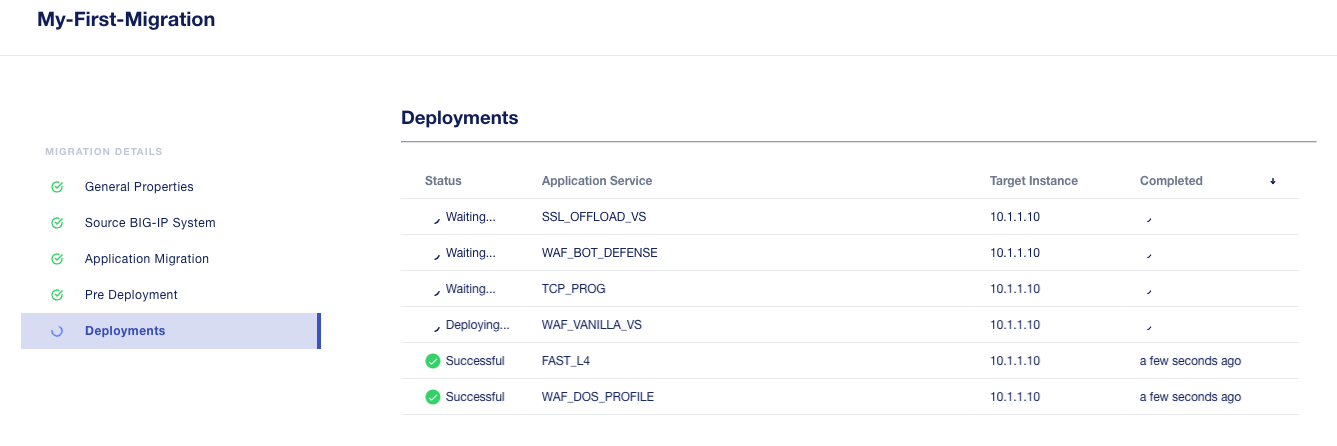 My-First-Migration
Deployments
MIGRATION DETAILS
General Properties
Source BIG-IP System
Application Migration
Pre Deployment
Deployments
Status Application Service Target Instance Completed
Waiting... SSL_OFFLOAD_VS 10.1.1.10
Waiting... WAF_BOT_DEFENSE 10.1.1.10
Waiting... TCP_PROG 10.1.1.10
Deploying... WAF_VANILLA_VS 10.1.1.10
Successful FAST_L4 10.1.1.10 a few seconds ago
Successful WAF_DOS_PROFILE 10.1.1.10 a few seconds ago